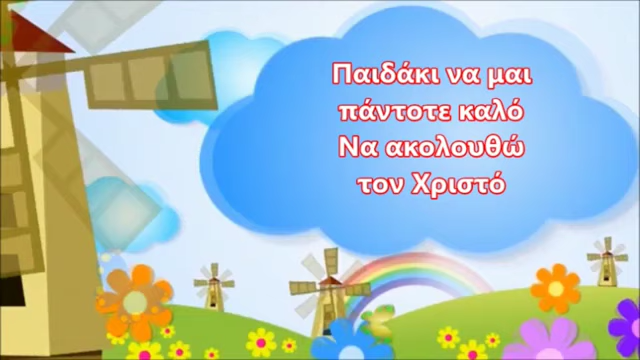 Παιδάκι να μαι
πάντοτε καλό
Να ακολουθώ
τον Χριστό